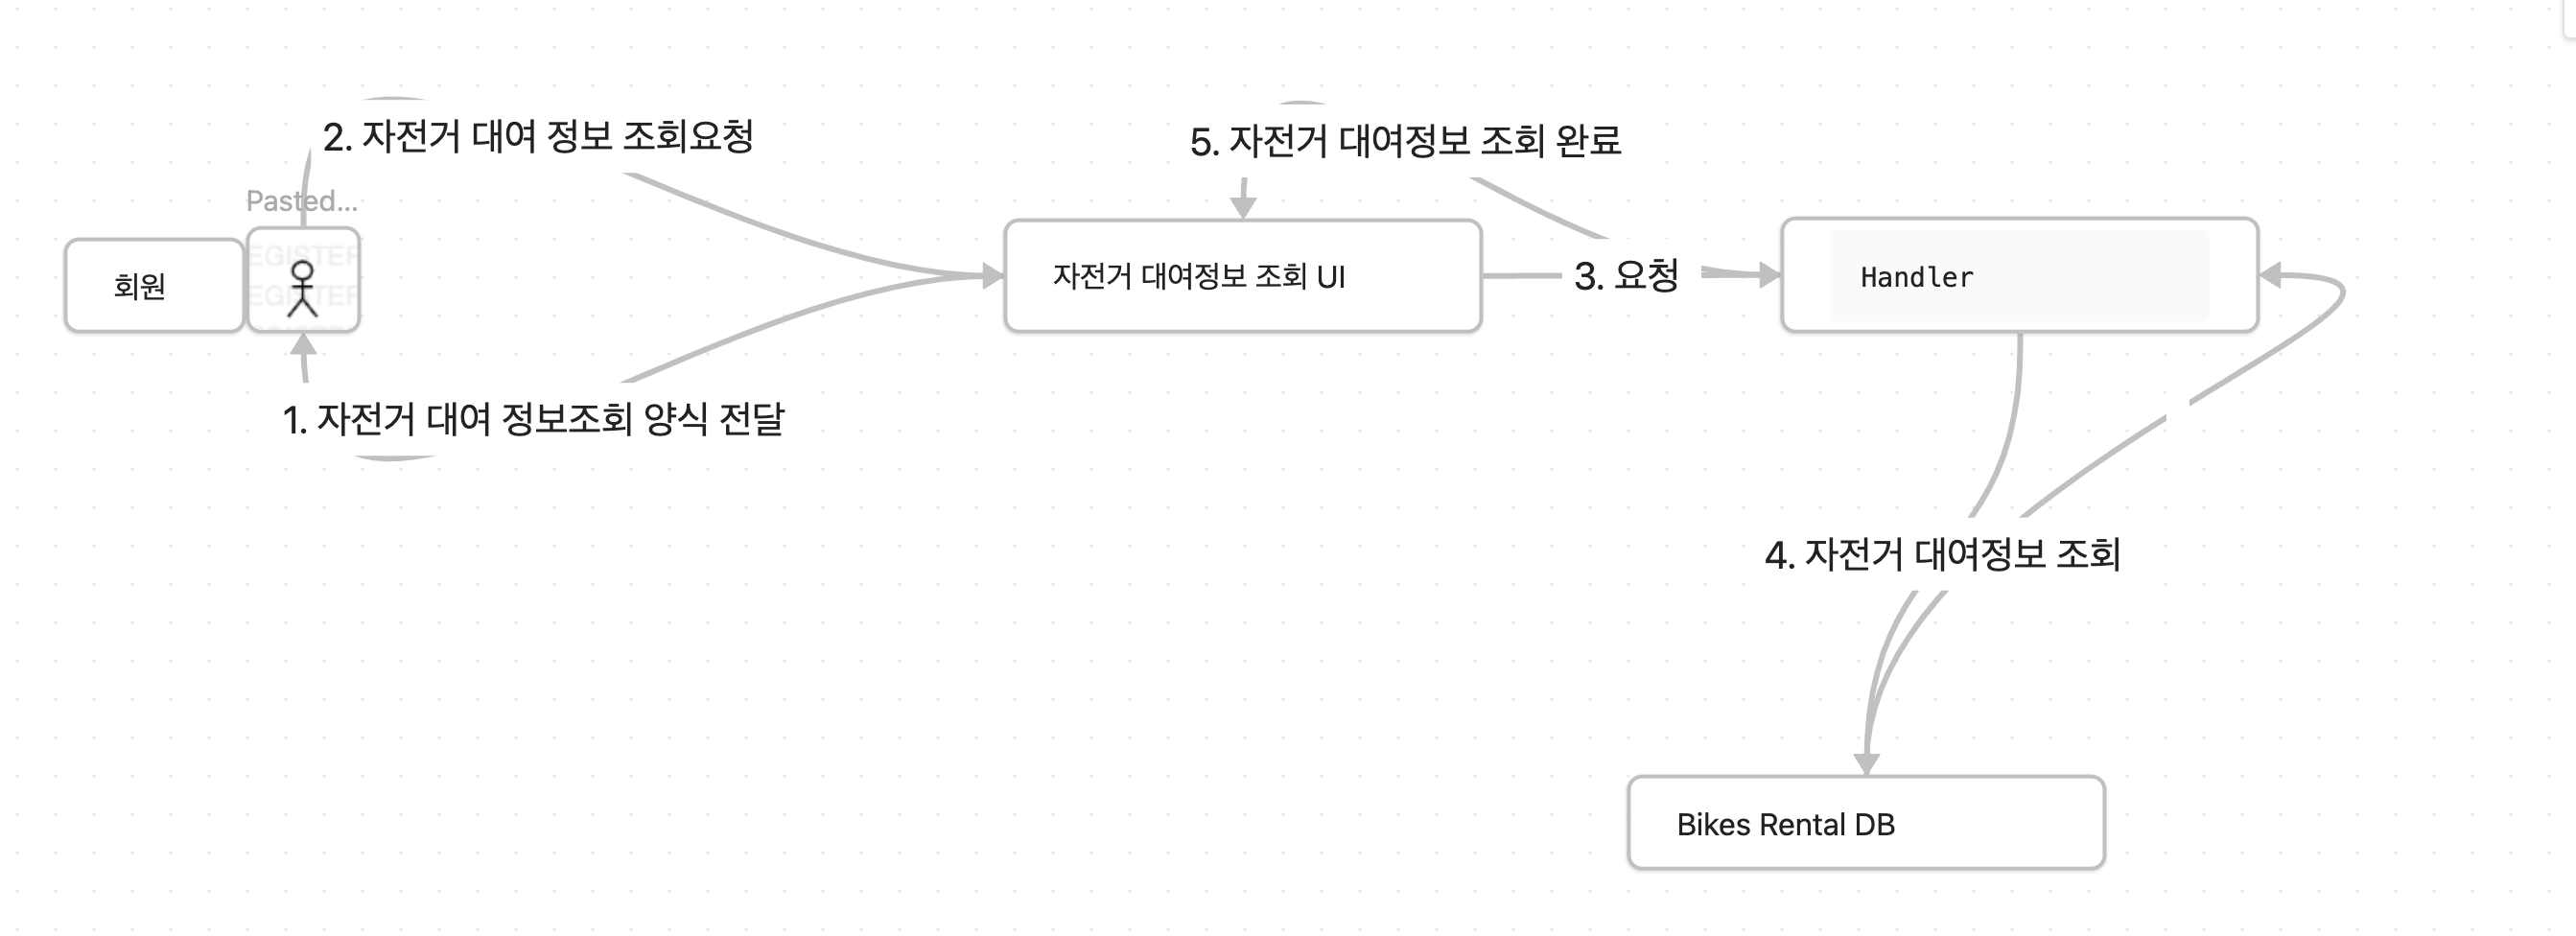 2. 자전거 대여 정보 조회요청
5. 자전거 대여정보 조회 완료
Pasted...
EGISTER
EGISTER
회원
자전거 대여정보 조회 UI
3. 요청
Handler
1. 자전거 대여 정보조회 양식 전달
4. 자전거 대여정보 조회
Bikes Rental DB